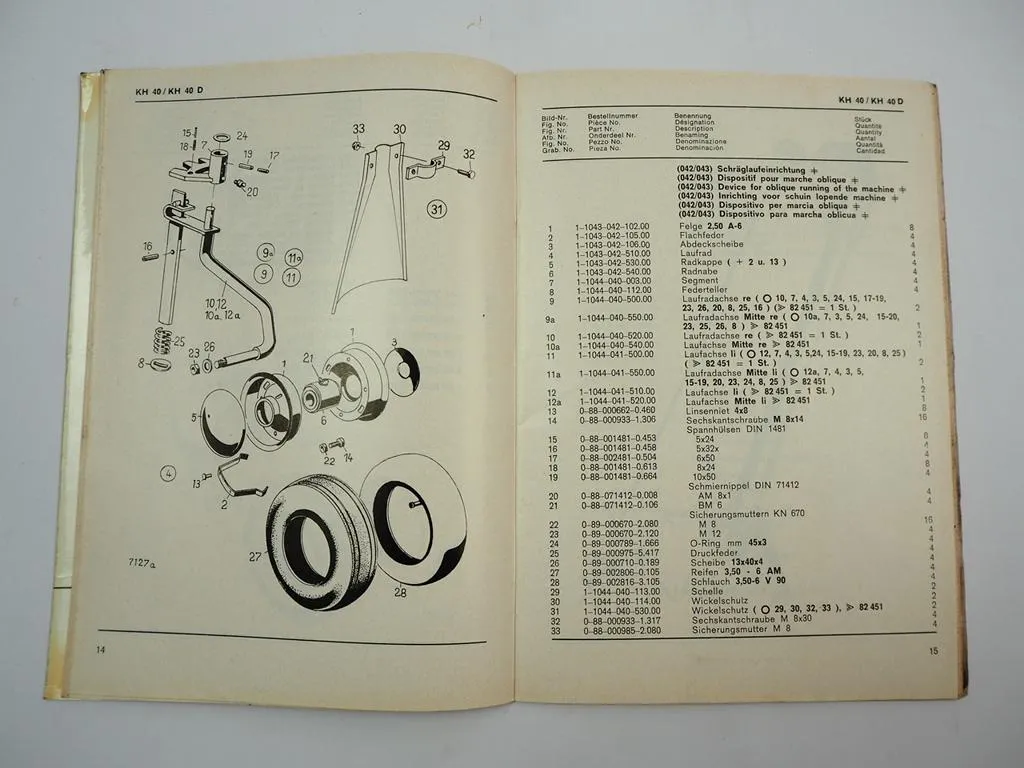 KH 40/KH 40 D
15
24
18
7
19
17
20
33
30
29
32
31
16
9a
11a
9
11
10,12
10a, 12a
25
26
8
23
1
21
1
3
5
6
4
22
14
13
2
27
28
7127a
14
KH 40/KH 40 D
Bild-Nr. Bestellnummer Benennung Stück
Fig. No. Pièce No. Désignation Quantité
Fig. Nr. Part Nr. Description Quantity
Afb. Nr. Onderdeel Nr. Benaming Aantal
Fig. No. Pezzo No. Denominazione Quantità
Grab. No. Pieza No. Denominación Cantidad
(042/043) Schräglaufeinrichtung
(042/043) Dispositif pour marche oblique
(042/043) Device for oblique running of the machine
(042/043) Inrichting voor schuin lopende machine
(042/043) Dispositivo per marcia obliqua
(042/043) Dispositivo para marcha oblicua
1 1-1043-042-102.00 Felge 2,50 A-6 8
2 1-1043-042-105.00 Flachfeder 4
3 1-1043-042-106.00 Abdeckscheibe 4
4 1-1043-042-510.00 Laufrad 4
5 1-1043-042-530.00 Radkappe ( + 2 u. 13 ) 4
6 1-1043-042-540.00 Radnabe 4
7 1-1044-040-003.00 Segment 4
8 1-1044-040-112.00 Federteller 4
9 1-1044-040-500.00 Laufradachse re ( O 10, 7, 4, 3, 5, 24, 15, 17-19,
23, 26, 20, 8, 25, 16 ) (⋗ 82 451 = 1 St. ) 2
9a 1-1044-040-550.00 Laufradachse Mitte re ( O 10a, 7, 3, 5, 24, 15-20,
23, 25, 26, 8 ) ⋗ 82 451 1
10 1-1044-040-520.00 Laufradachse re ( ⋗ 82451 = 1 St. ) 2
10a 1-1044-040-540.00 Laufachse Mitte re ⋗ 82 451 1
11 1-1044-041-500.00 Laufachse li ( O 12, 7, 4, 3, 5,24, 15-19, 23, 20, 8, 25 )
( ⋗ 82 451 = 1 St. ) 2
11a 1-1044-041-550.00 Laufradachse Mitte li ( O 12a, 7, 4, 3, 5,
15-19, 20, 23, 24, 8, 25 ) ⋗ 82 451 1
12 1-1044-041-510.00 Laufachse li ( ⋗ 82 451 = 1 St. ) 2
12a 1-1044-041-520.00 Laufachse Mitte li ⋗ 82 451 1
13 0-88-000662-0.460 Linsenniet 4x8 8
14 0-88-000933-1.306 Sechskantschraube M 8x14 16
Spannhülsen DIN 1481
15 0-88-001481-0.453 5x24 8
16 0-88-001481-0.458 5x32x 4
17 0-88-002481-0.504 6x50 4
18 0-88-001481-0.613 8x24 8
19 0-88-001481-0.664 10x50 4
Schmiernippel DIN 71412
20 0-88-071412-0.008 AM 8x1 4
21 0-88-071412-0.106 BM 6 4
Sicherungsmuttern KN 670
22 0-89-000670-2.080 M 8 16
23 0-89-000670-2.120 M 12 4
24 0-89-000789-1.666 O-Ring mm 45x3 4
25 0-89-000975-5.417 Druckfeder 4
26 0-89-000710-0.189 Scheibe 13x40x4 4
27 0-89-002806-0.105 Reifen 3,50 - 6 AM 4
28 0-89-002816-3.105 Schlauch 3,50-6 V 90 4
29 1-1044-040-113.00 Schelle 2
30 1-1044-040-114.00 Wickelschulz 2
31 1-1044-040-530.00 Wickelschutz ( O 29, 30, 32, 33 ), ⋗ 82 451 2
32 0-88-000933-1.317 Sechskantschraube M 8x30 4
33 0-88-000985-2.080 Sicherungsmutter M 8 4
15